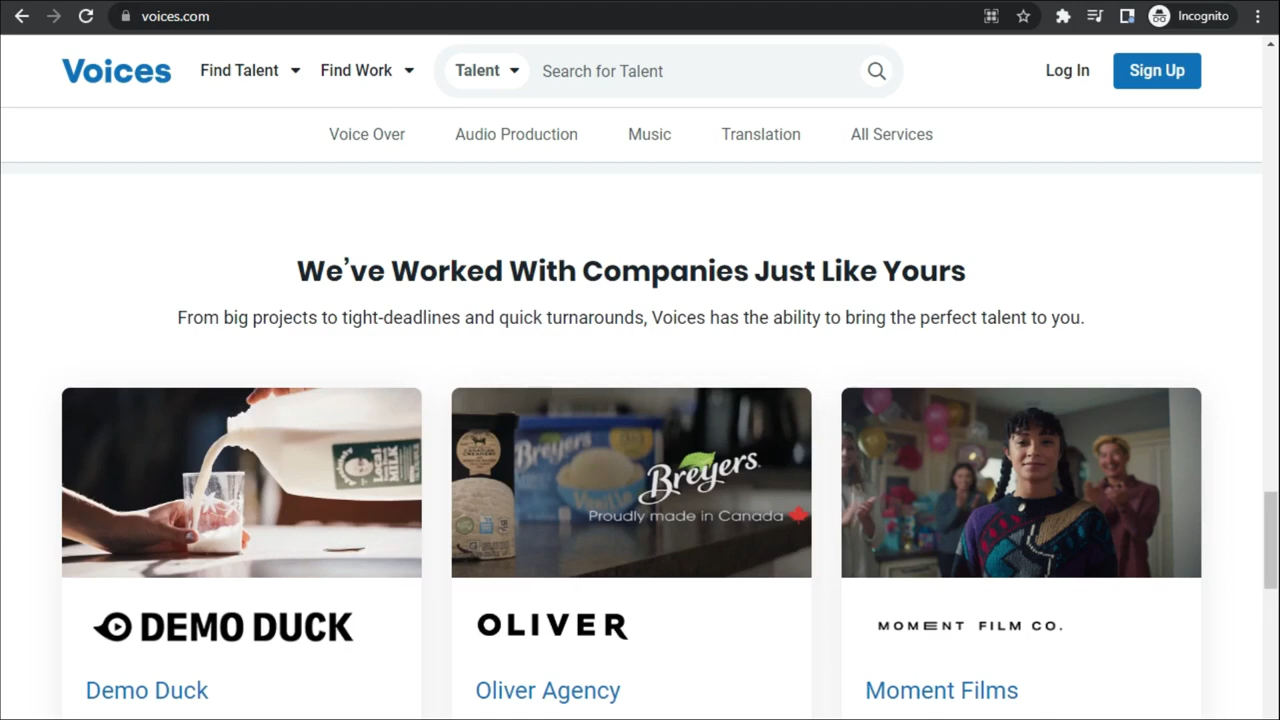 voices.com
Incognito
Voices
Find Talent
Find Work
Talent
Search for Talent
Log In
Sign Up
Voice Over
Audio Production
Music
Translation
All Services
We’ve Worked With Companies Just Like Yours
From big projects to tight-deadlines and quick turnarounds, Voices has the ability to bring the perfect talent to you.
MILK
Breyers
Breyers
Proudly made in Canada
DEMO DUCK
OLIVER
MOMENT FILM CO.
Demo Duck
Oliver Agency
Moment Films